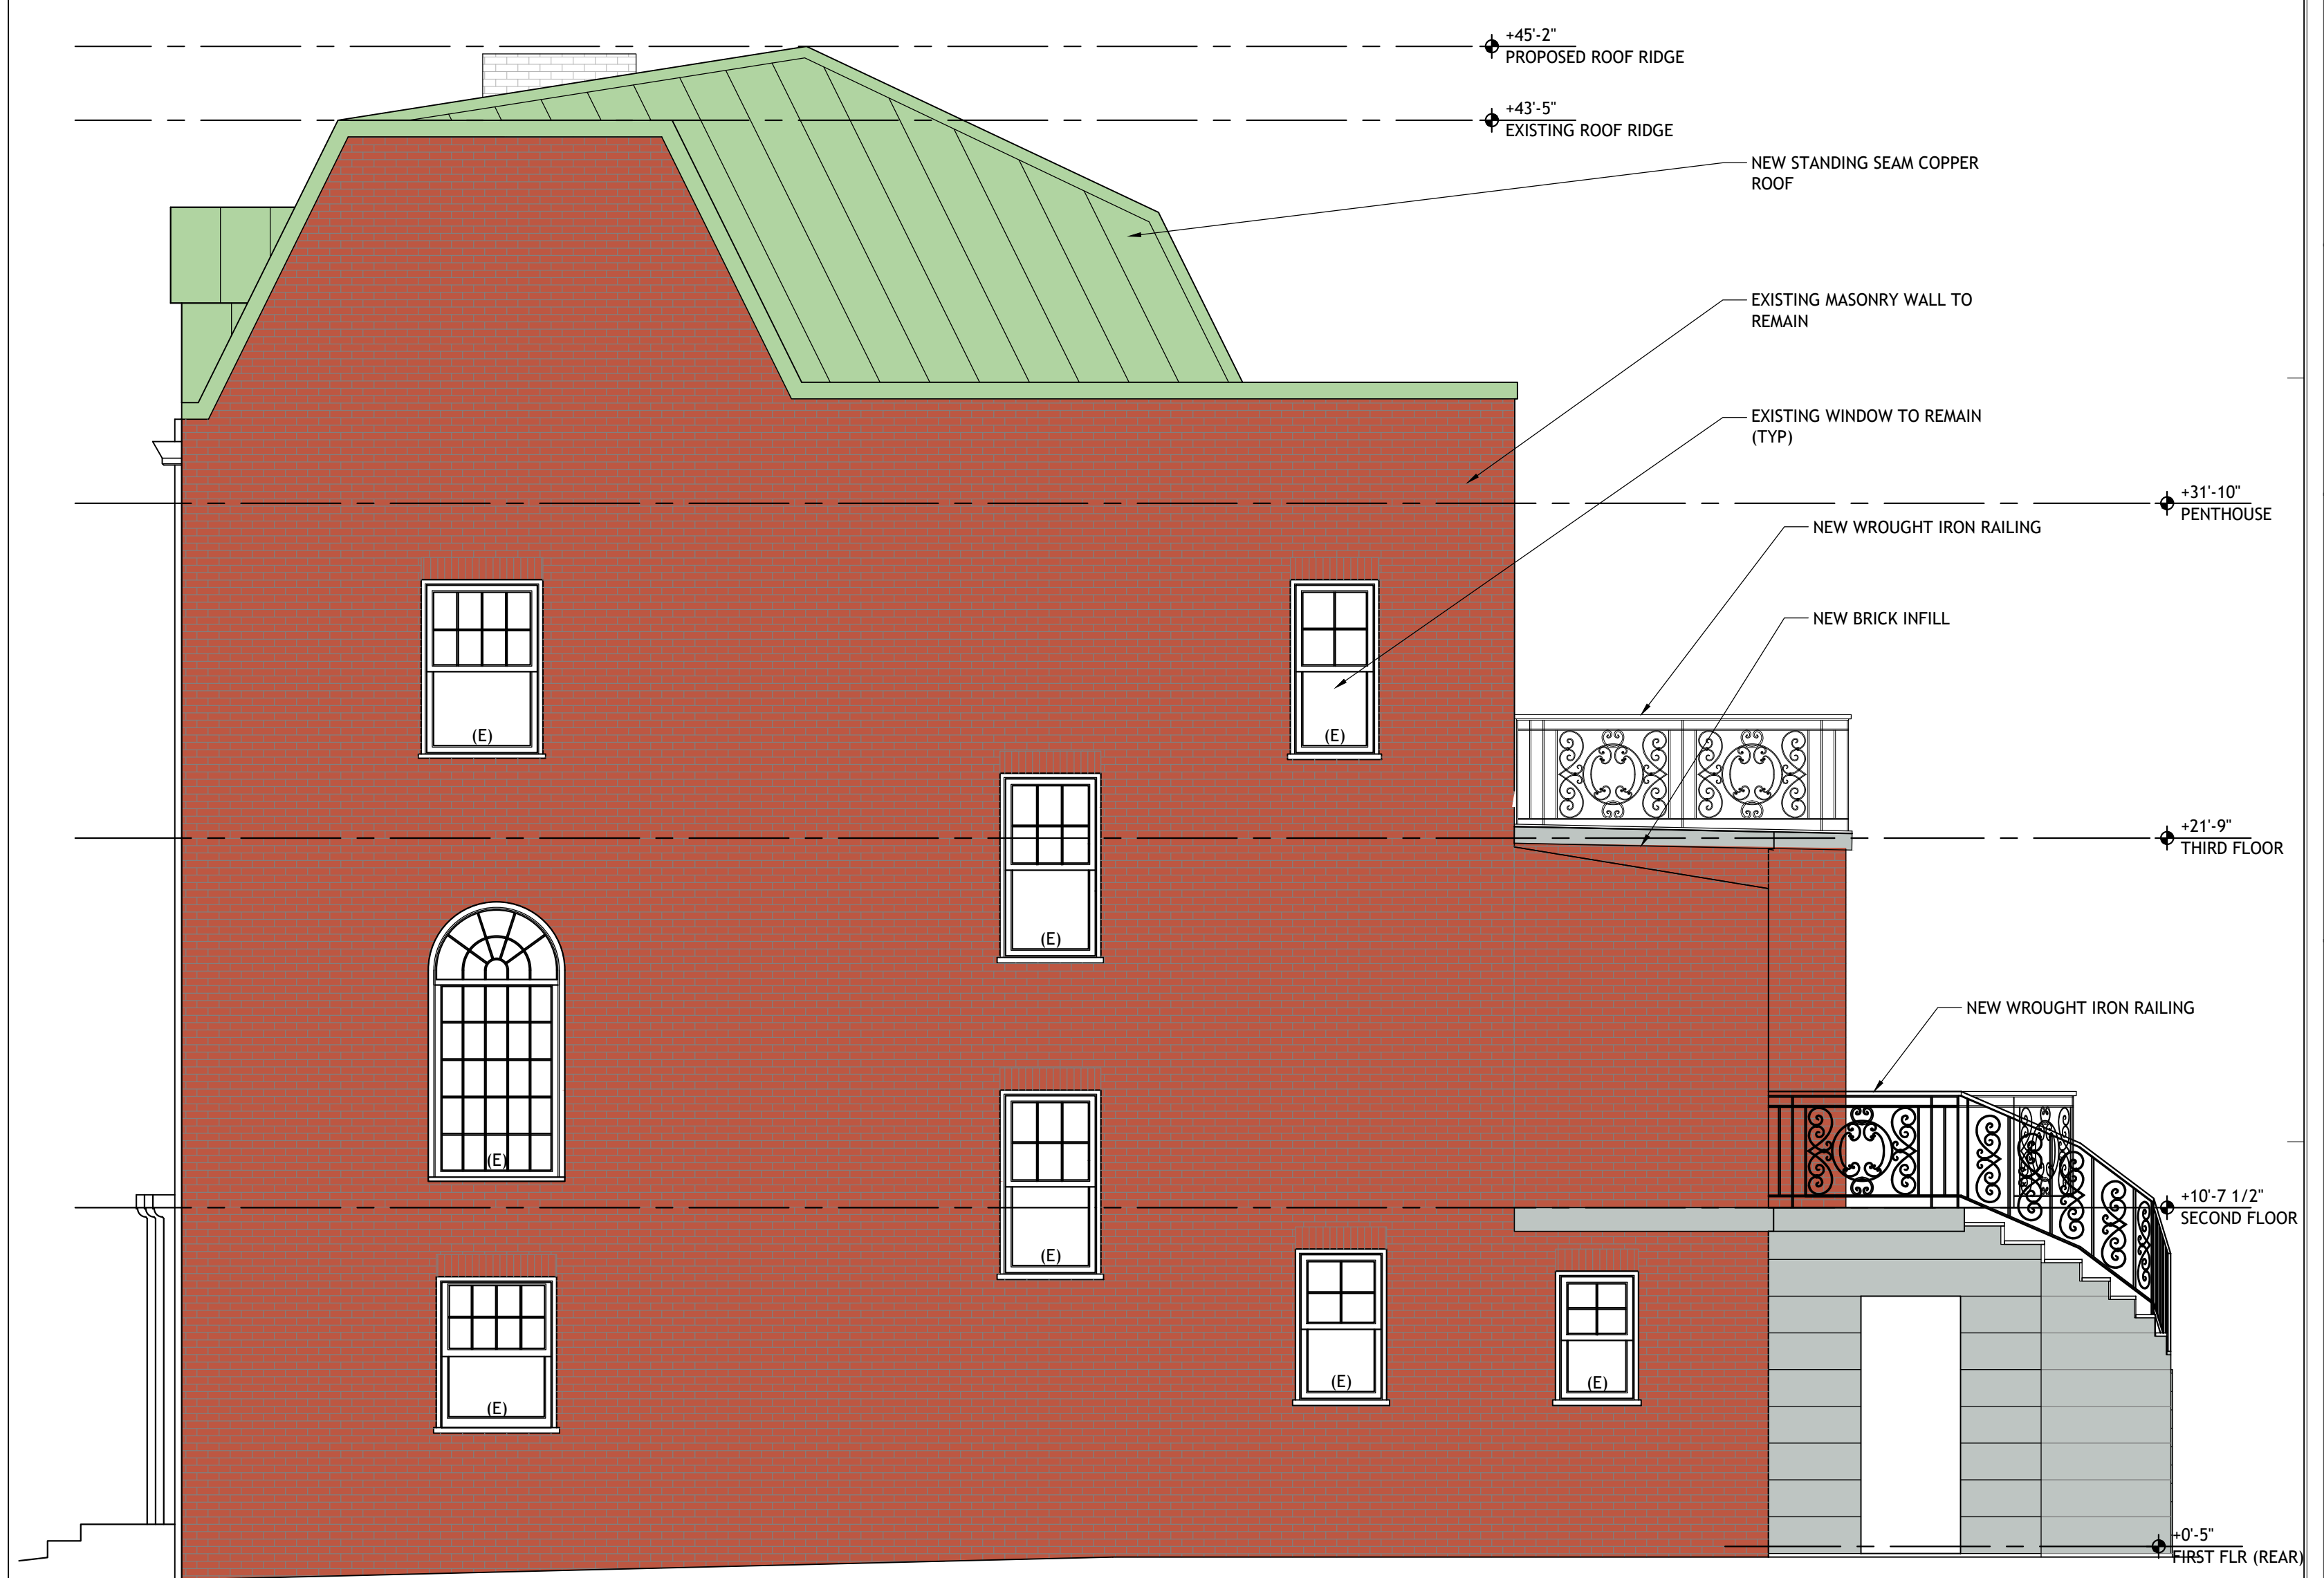 +45'-2"
PROPOSED ROOF RIDGE
+43'-5"
EXISTING ROOF RIDGE
NEW STANDING SEAM COPPER
ROOF
EXISTING MASONRY WALL TO
REMAIN
EXISTING WINDOW TO REMAIN
(TYP)
+31'-10"
PENTHOUSE
NEW WROUGHT IRON RAILING
NEW BRICK INFILL
(E)
(E)
+21'-9"
THIRD FLOOR
(E)
NEW WROUGHT IRON RAILING
(E)
+10'-7 1/2"
SECOND FLOOR
(E)
(E)
(E)
(E)
+0'-5"
FIRST FLR (REAR)